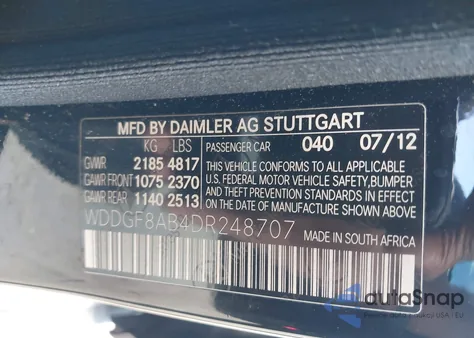 MFD BY DAIMLER AG STUTTGART
KG LBS PASSENGER CAR 040 07/12
GVWR 2185 4817 THIS VEHICLE CONFORMS TO ALL APPLICABLE
GAWR FRONT 1075 2370 U.S. FEDERAL MOTOR VEHICLE SAFETY, BUMPER
GAWR REAR 1140 2513 AND THEFT PREVENTION STANDARDS IN EFFECT
ON THE DATE OF MANUFACTURE SHOWN ABOVE.
WDDGF8AB4DR248707 MADE IN SOUTH AFRICA
autoSnap